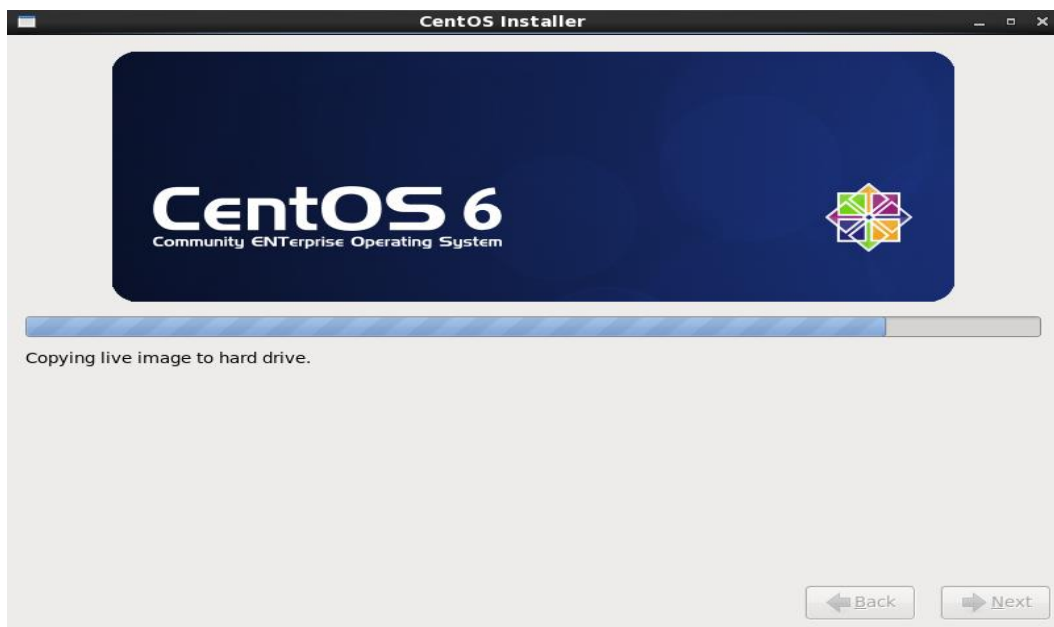 CentOS Installer
CentOS 6
Community ENTerprise Operating System
Copying live image to hard drive.
Back
Next